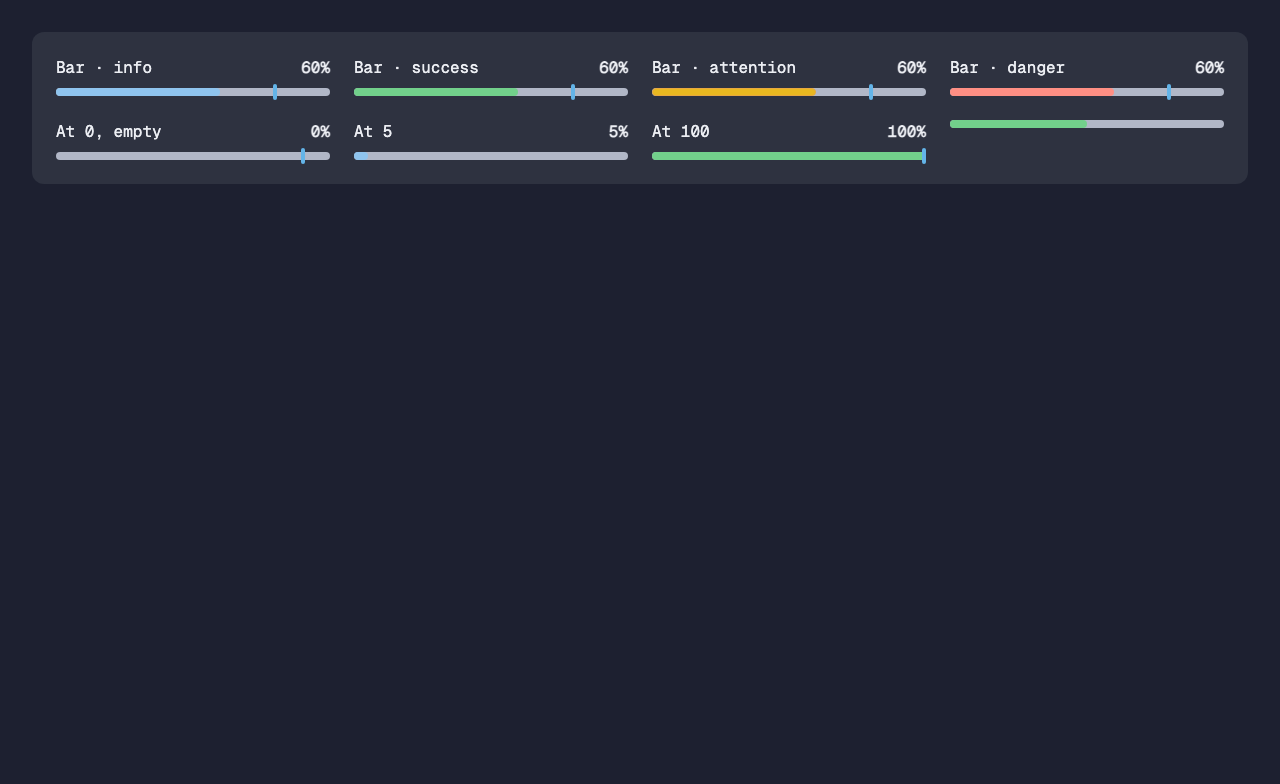 Bar · info 60%
Bar · success 60%
Bar · attention 60%
Bar · danger 60%
At 0, empty 0%
At 5 5%
At 100 100%